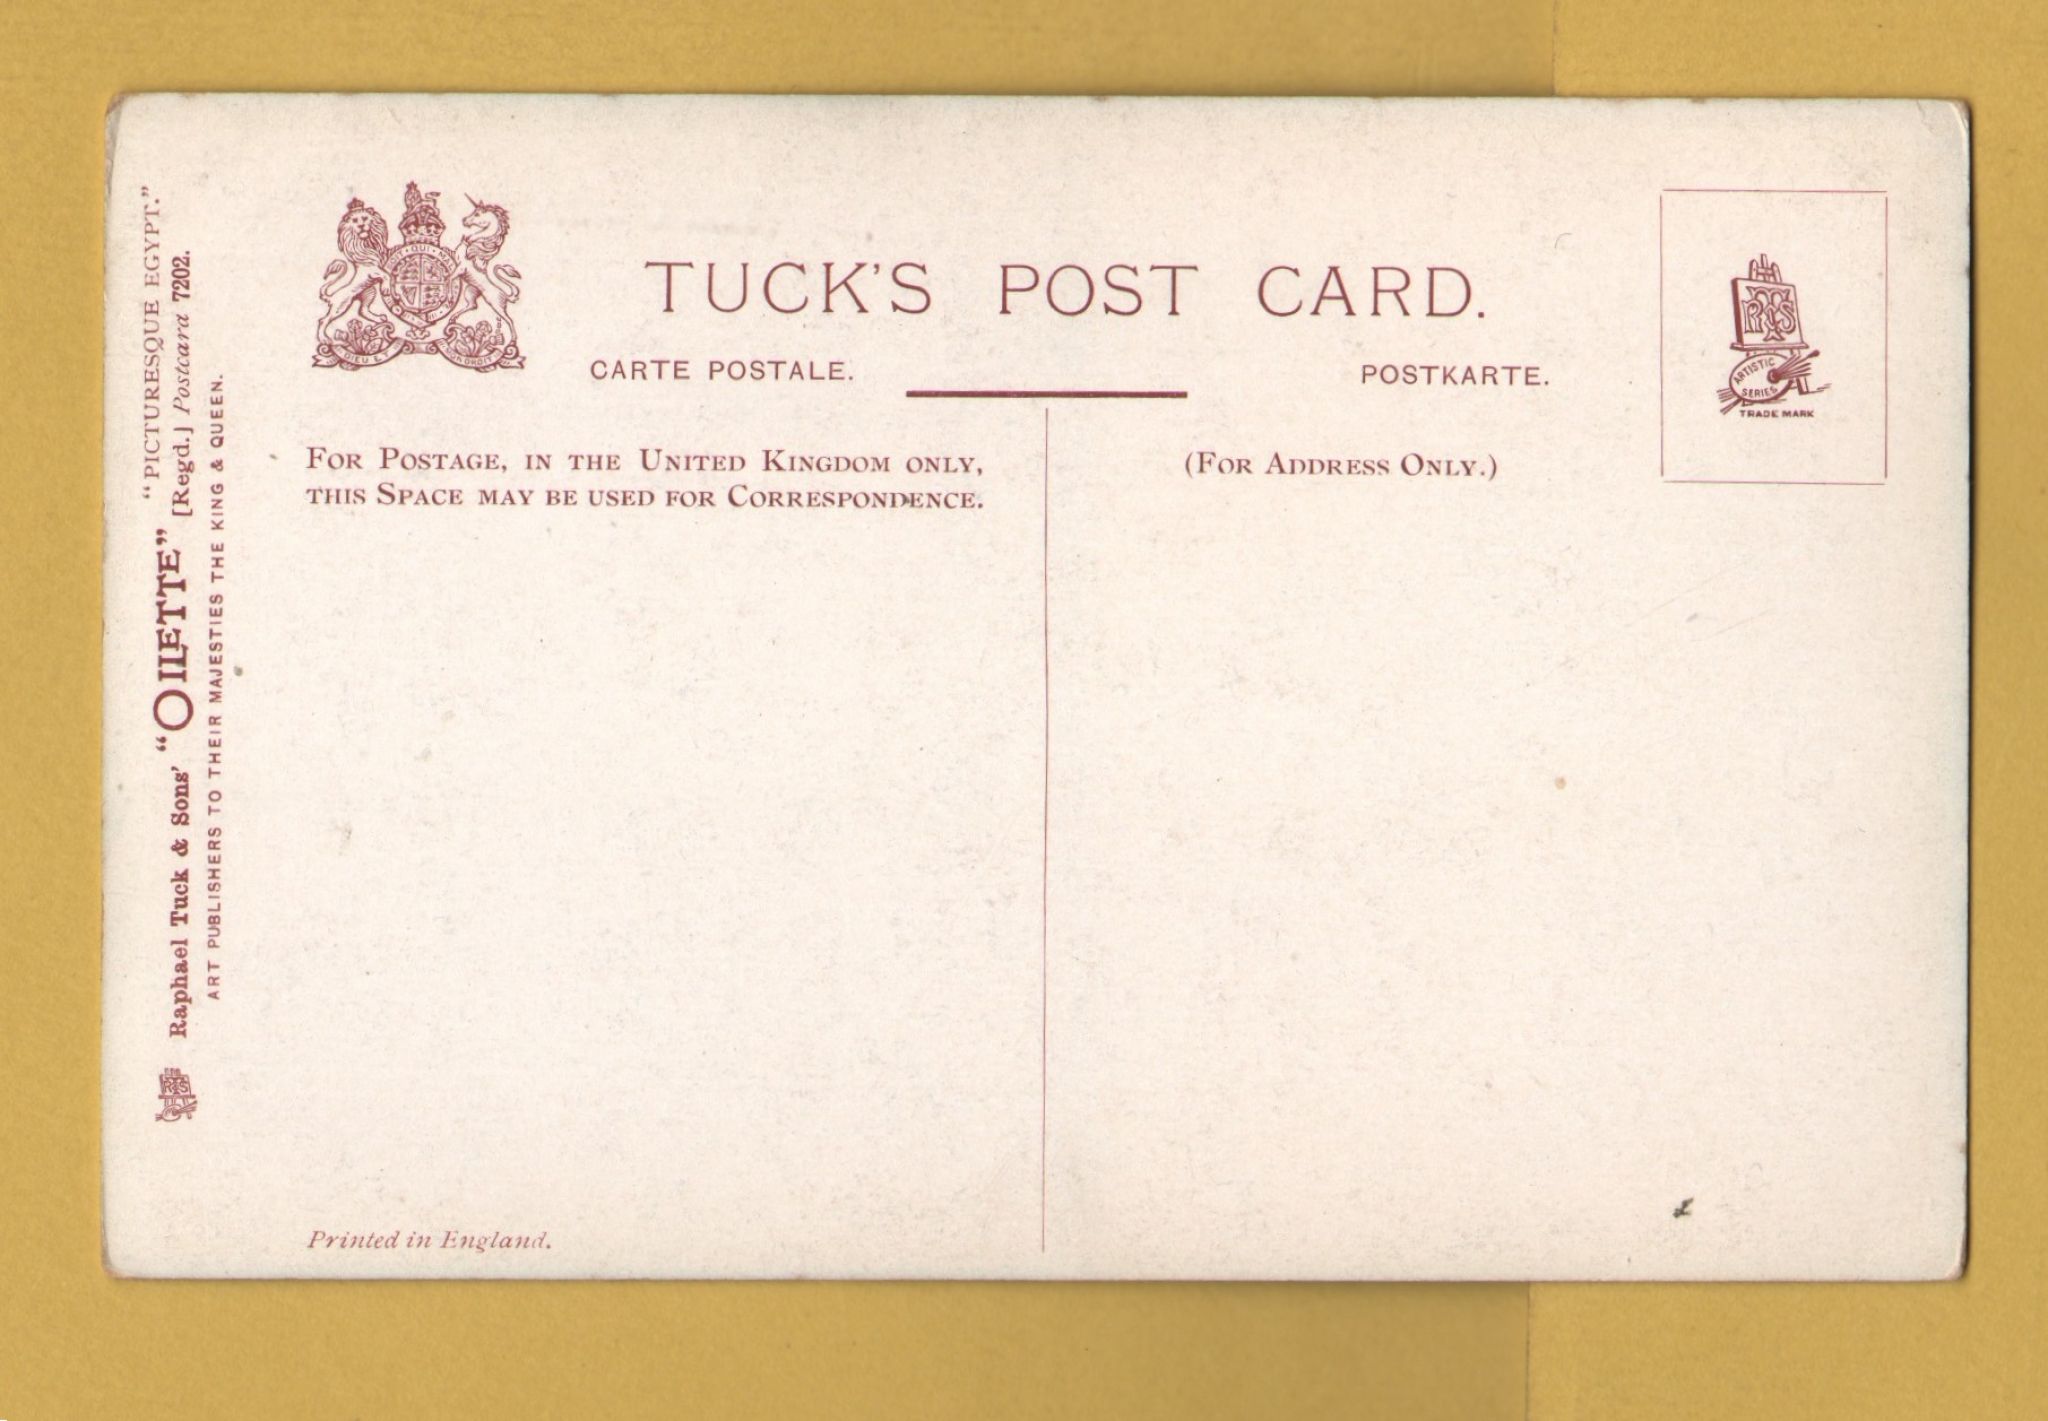 TUCK'S POST CARD.
CARTE POSTALE.
POSTKARTE.
FOR POSTAGE, IN THE UNITED KINGDOM ONLY,
THIS SPACE MAY BE USED FOR CORRESPONDENCE.
(FOR ADDRESS ONLY.)
RTS
ARTISTIC
SERIES
TRADE MARK
"PICTURESQUE EGYPT."
Raphael Tuck & Sons' "OILETTE" [Regd.] Postcard 7202.
ART PUBLISHERS TO THEIR MAJESTIES THE KING & QUEEN.
Printed in England.